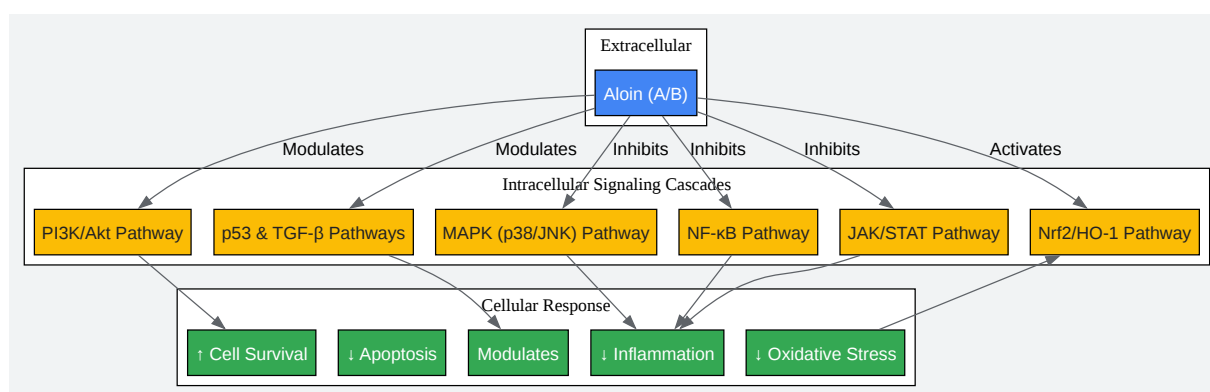 Extracellular
Aloin (A/B)
Modulates
Modulates
Inhibits
Inhibits
Inhibits
Activates
Intracellular Signaling Cascades
PI3K/Akt Pathway
p53 & TGF-β Pathways
MAPK (p38/JNK) Pathway
NF-κB Pathway
JAK/STAT Pathway
Nrf2/HO-1 Pathway
Cellular Response
↑ Cell Survival
↓ Apoptosis
Modulates
↓ Inflammation
↓ Oxidative Stress